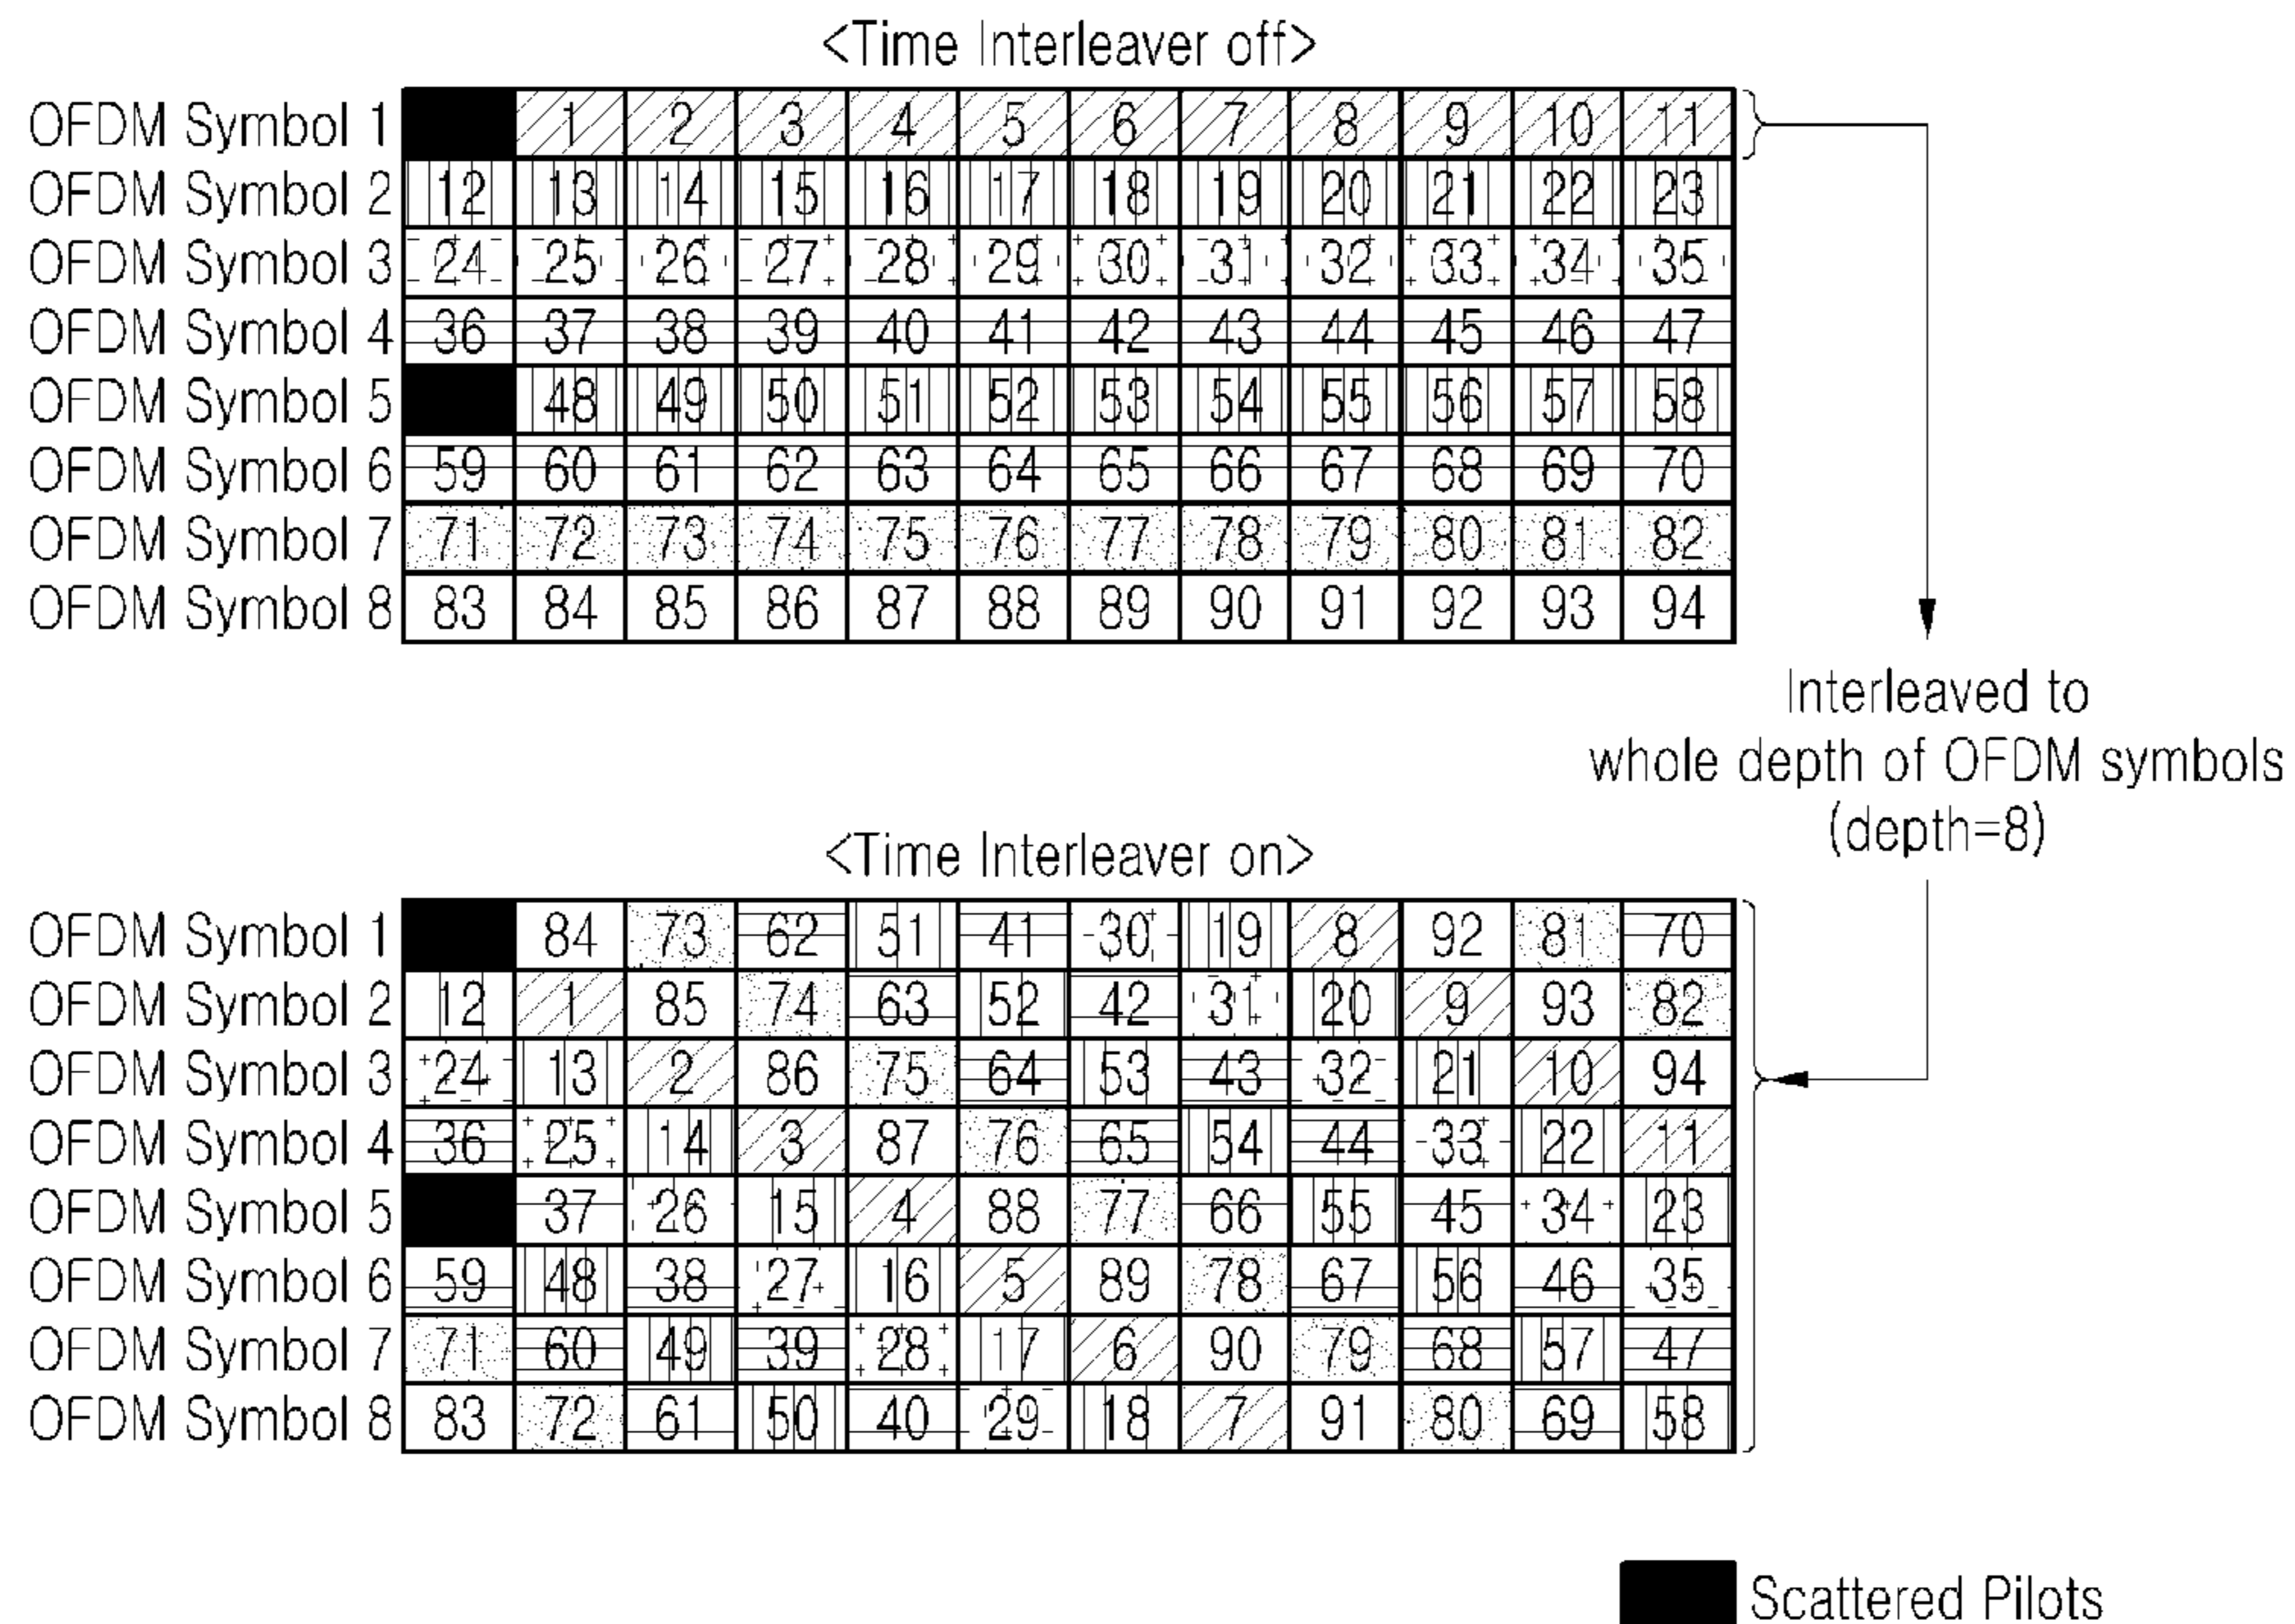 <Time Interleaver off>
OFDM Symbol 1 1 2 3 4 5 6 7 8 9 10 11
OFDM Symbol 2 12 13 14 15 16 17 18 19 20 21 22 23
OFDM Symbol 3 24 25 26 27 28 29 30 31 32 33 34 35
OFDM Symbol 4 36 37 38 39 40 41 42 43 44 45 46 47
OFDM Symbol 5 48 49 50 51 52 53 54 55 56 57 58
OFDM Symbol 6 59 60 61 62 63 64 65 66 67 68 69 70
OFDM Symbol 7 71 72 73 74 75 76 77 78 79 80 81 82
OFDM Symbol 8 83 84 85 86 87 88 89 90 91 92 93 94
Interleaved to
whole depth of OFDM symbols
(depth=8)
<Time Interleaver on>
OFDM Symbol 1 84 73 62 51 41 30 19 8 92 81 70
OFDM Symbol 2 12 1 85 74 63 52 42 31 20 9 93 82
OFDM Symbol 3 24 13 2 86 75 64 53 43 32 21 10 94
OFDM Symbol 4 36 25 14 3 87 76 65 54 44 33 22 11
OFDM Symbol 5 37 26 15 4 88 77 66 55 45 34 23
OFDM Symbol 6 59 48 38 27 16 5 89 78 67 56 46 35
OFDM Symbol 7 71 60 49 39 28 17 6 90 79 68 57 47
OFDM Symbol 8 83 72 61 50 40 29 18 7 91 80 69 58
Scattered Pilots